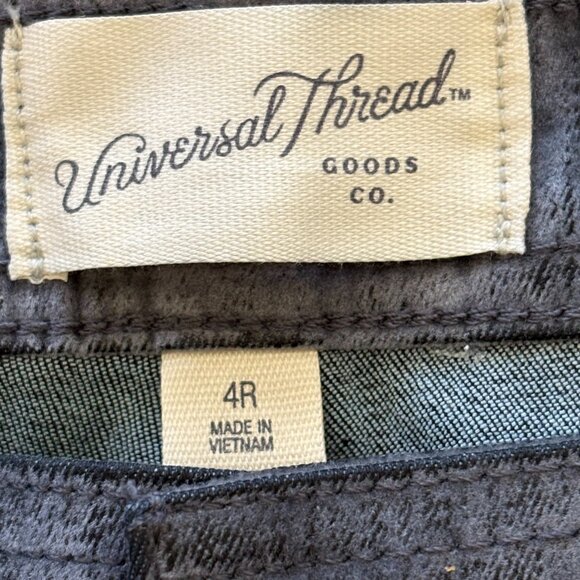 Universal Thread™
GOODS
CO.
4R
MADE IN
VIETNAM